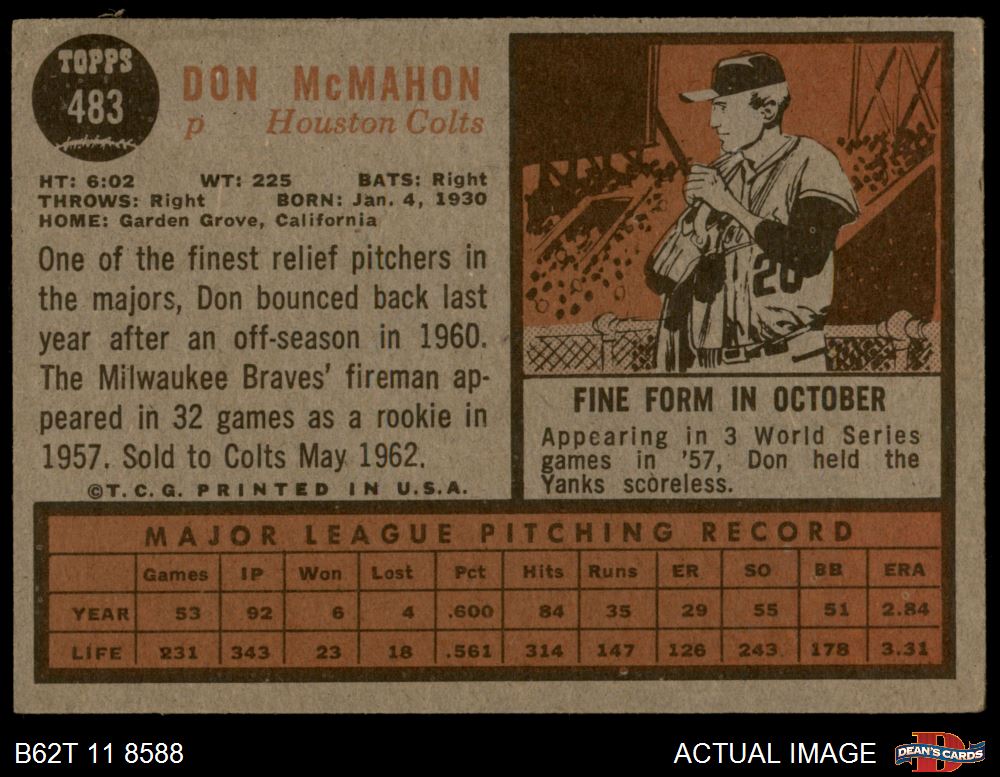 TOPPS
483
DON McMAHON
p Houston Colts
HT: 6:02 WT: 225 BATS: Right
THROWS: Right BORN: Jan. 4, 1930
HOME: Garden Grove, California
One of the finest relief pitchers in
the majors, Don bounced back last
year after an off-season in 1960.
The Milwaukee Braves' fireman ap-
peared in 32 games as a rookie in
1957. Sold to Colts May 1962.
©T.C.G. PRINTED IN U.S.A.
20
FINE FORM IN OCTOBER
Appearing in 3 World Series
games in '57, Don held the
Yanks scoreless.
MAJOR LEAGUE PITCHING RECORD
Games IP Won Lost Pct Hits Runs ER SO BB ERA
YEAR 53 92 6 4 .600 84 35 29 55 51 2.84
LIFE 231 343 23 18 .561 314 147 126 243 178 3.31
B62T 11 8588
ACTUAL IMAGE
D
DEAN'S CARDS